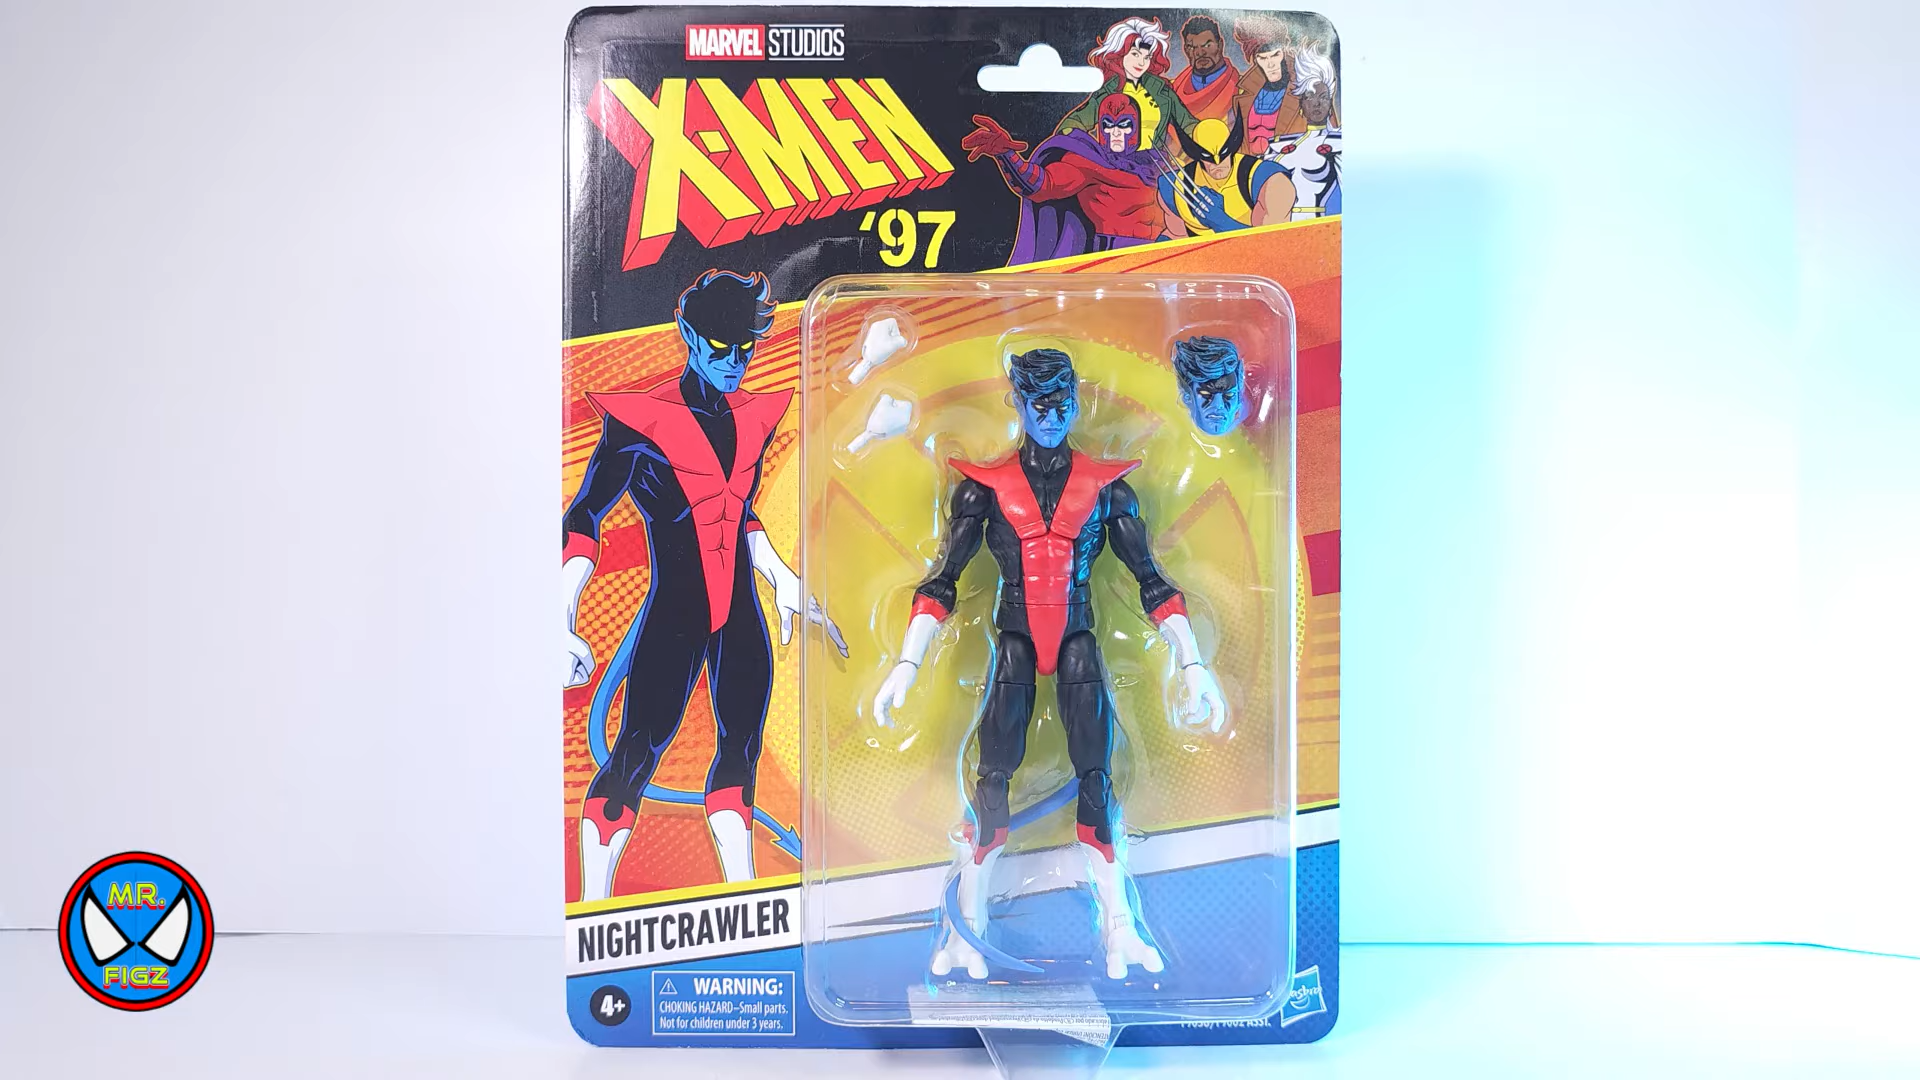 MARVEL STUDIOS
X-MEN
'97
NIGHTCRAWLER
4+
WARNING:
CHOKING HAZARD–Small parts.
Not for children under 3 years.
MR.
FIGZ